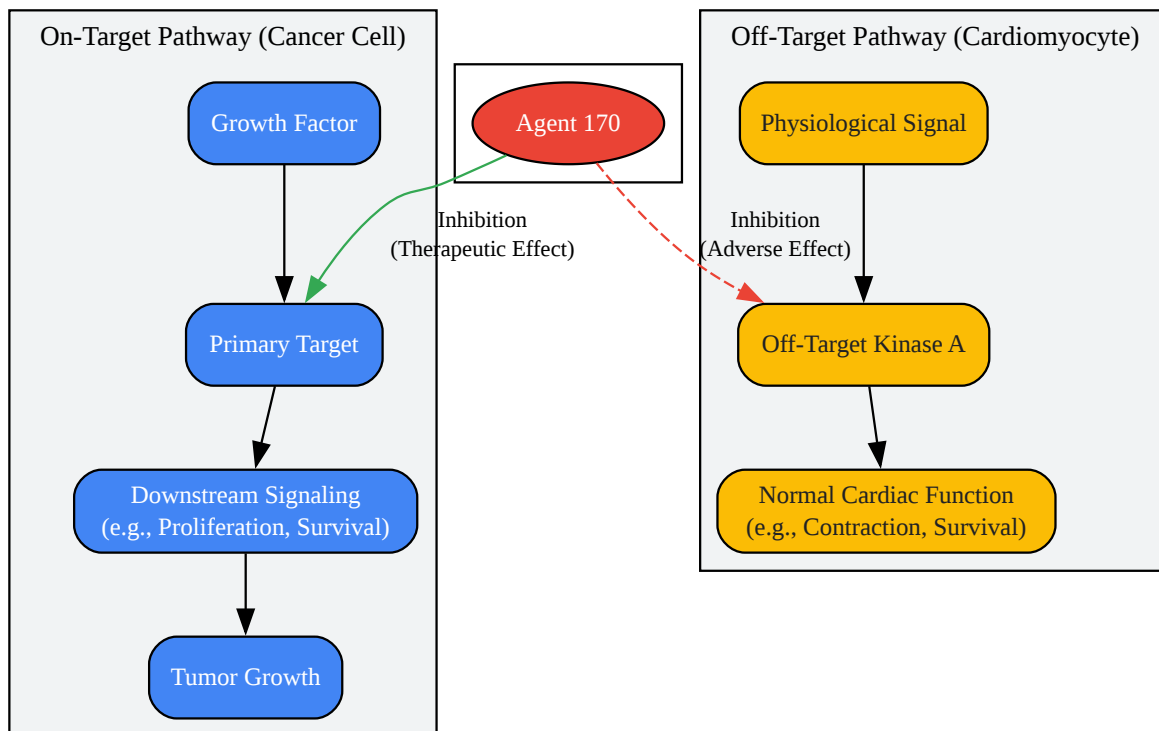 On-Target Pathway (Cancer Cell)
Off-Target Pathway (Cardiomyocyte)
Growth Factor
Agent 170
Physiological Signal
Inhibition
(Therapeutic Effect)
Inhibition
(Adverse Effect)
Primary Target
Off-Target Kinase A
Downstream Signaling
(e.g., Proliferation, Survival)
Normal Cardiac Function
(e.g., Contraction, Survival)
Tumor Growth